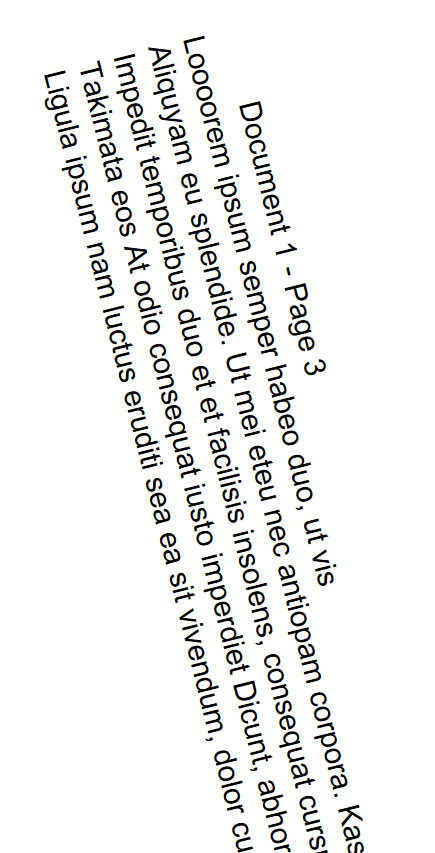 Document 1 - Page 3
Loooorem ipsum semper habeo duo, ut vis
Aliquyam eu splendide. Ut mei eteu nec antiopam corpora. Kas
Impedit temporibus duo et et facilisis insolens, consequat curs
Takimata eos At odio consequat iusto imperdiet Dicunt, abhor
Ligula ipsum nam luctus eruditi sea ea sit vivendum, dolor cu